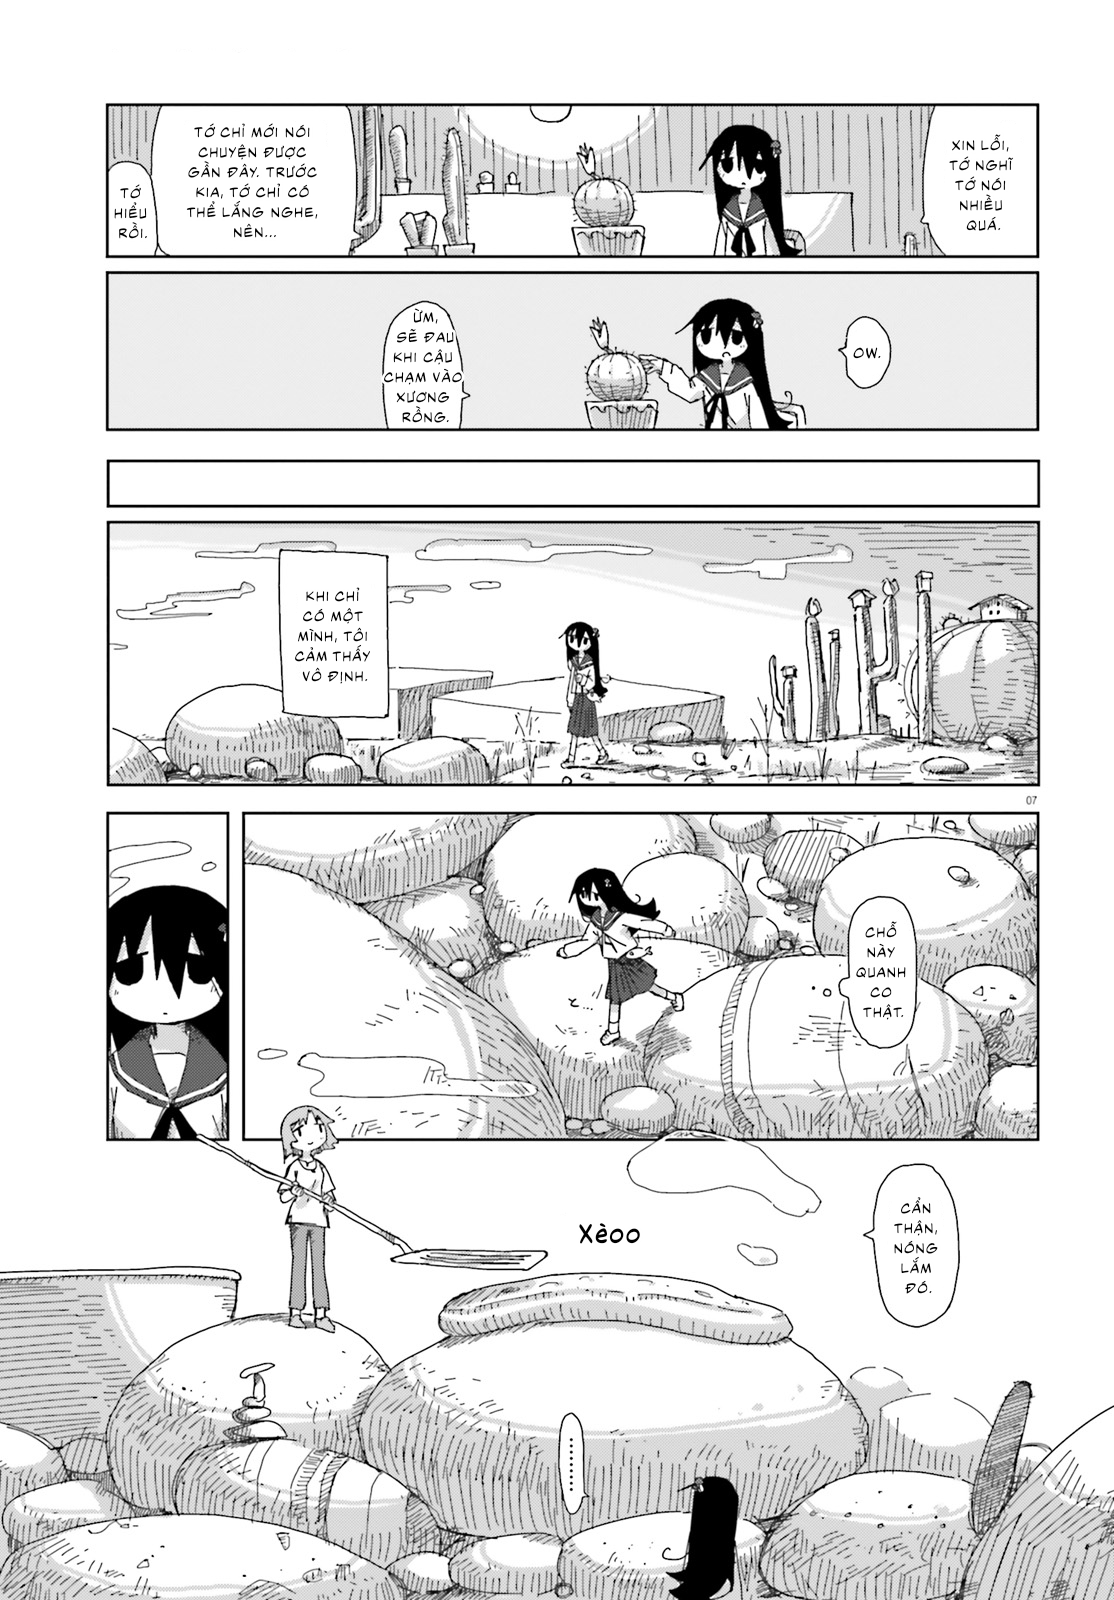 XIN LỖI,
TỚ NGHĨ
TỚ NÓI
NHIỀU
QUÁ.
TỚ CHỈ MỚI NÓI
CHUYỆN ĐƯỢC
GẦN ĐÂY. TRƯỚC
KIA, TỚ CHỈ CÓ
THỂ LẮNG NGHE,
NÊN...
TỚ
HIỂU
RỒI.
OW.
ỪM,
SẼ ĐAU
KHI CẬU
CHẠM VÀO
XƯƠNG
RỒNG.
KHI CHỈ
CÓ MỘT
MÌNH, TÔI
CẢM THẤY
VÔ ĐỊNH.
07
CHỖ
NÀY
QUANH
CO
THẬT.
CẨN
THẬN,
NÓNG
LẮM
ĐÓ.
Xèoo
.........